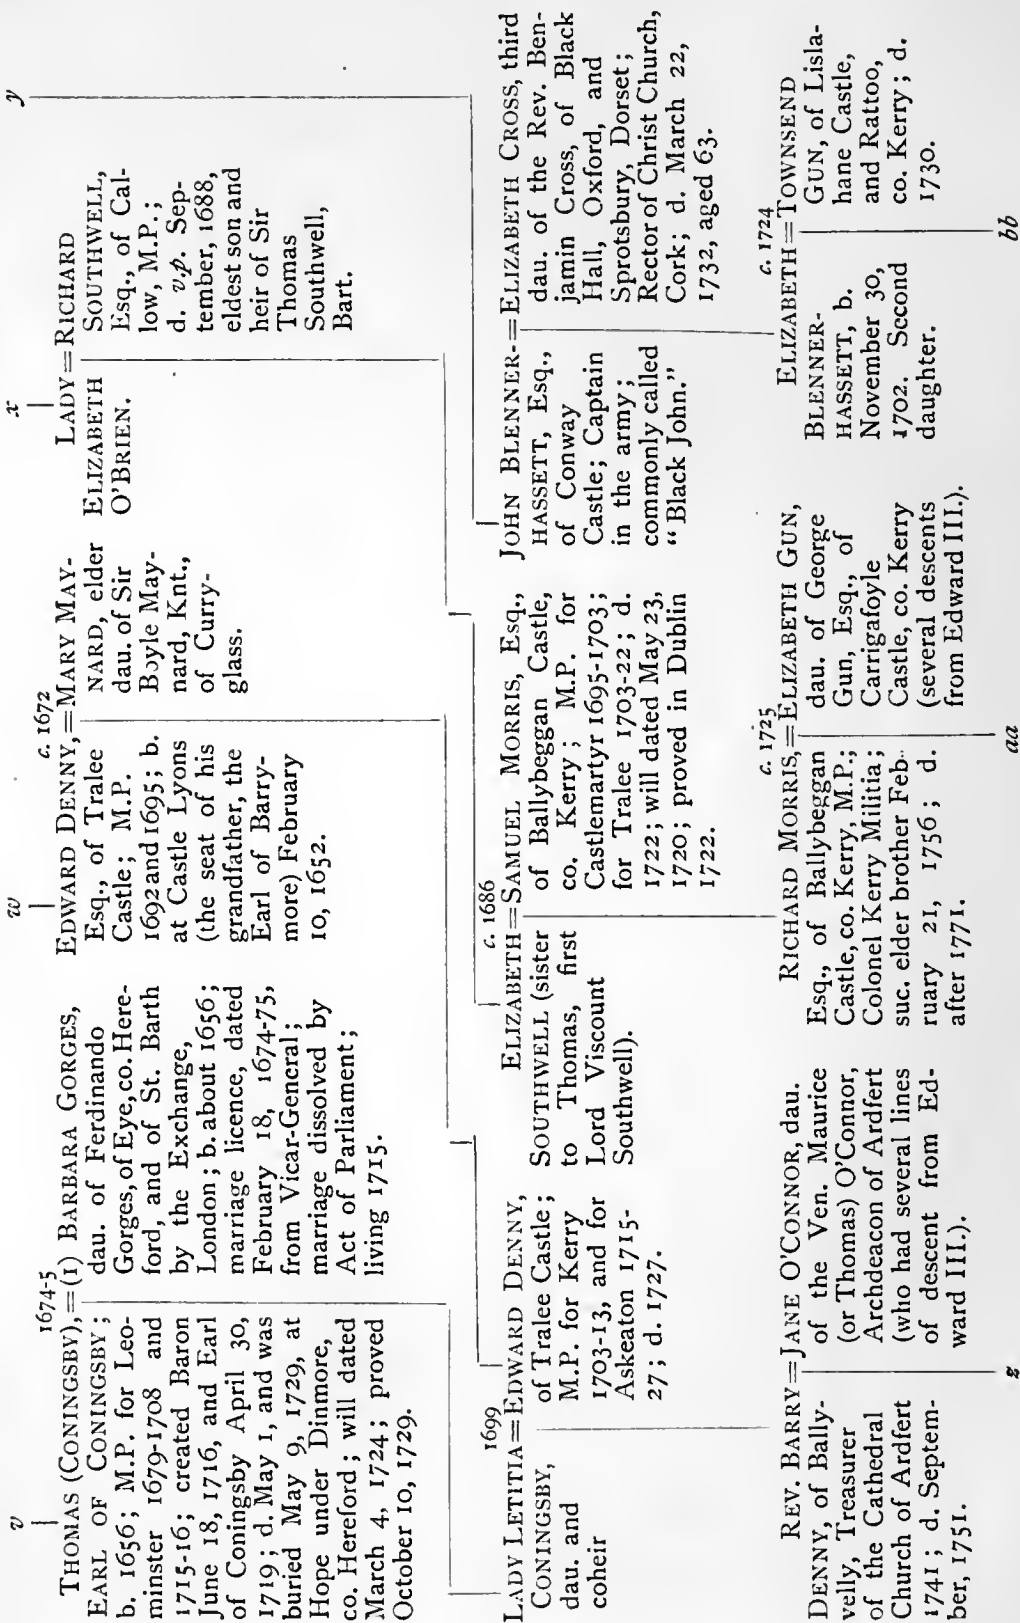 v
1674-5
THOMAS (CONINGSBY),=(1) BARBARA GORGES,
EARL OF CONINGSBY;
b. 1656; M.P. for Leo-
minster 1679-1708 and
1715-16; created Baron
June 18, 1716, and Earl
of Coningsby April 30,
1719; d. May 1, and was
buried May 9, 1729, at
Hope under Dinmore,
co. Hereford; will dated
March 4, 1724; proved
October 10, 1729.
dau. of Ferdinando
Gorges, of Eye, co. Here-
ford, and of St. Barth
by the Exchange,
London; b. about 1656;
marriage licence, dated
February 18, 1674-75,
from Vicar-General;
marriage dissolved by
Act of Parliament;
living 1715.
w
c. 1672
EDWARD DENNY,=MARY MAY-
Esq., of Tralee
Castle; M.P.
1692 and 1695; b.
at Castle Lyons
(the seat of his
grandfather, the
Earl of Barry-
more) February
10, 1652.
NARD, elder
dau. of Sir
Boyle May-
nard, Knt.,
of Curry-
glass.
x
LADY=RICHARD
ELIZABETH
O'BRIEN.
SOUTHWELL,
Esq., of Cal-
low, M.P.;
d. v.p. Sep-
tember, 1688,
eldest son and
heir of Sir
Thomas
Southwell,
Bart.
y
1699
LADY LETITIA=EDWARD DENNY,
CONINGSBY,
dau. and
coheir
of Tralee Castle;
M.P. for Kerry
1703-13, and for
Askeaton 1715-
27; d. 1727.
c. 1686
ELIZABETH=SAMUEL MORRIS, Esq.,
SOUTHWELL (sister
to Thomas, first
Lord Viscount
Southwell).
of Ballybeggan Castle,
co. Kerry; M.P. for
Castlemartyr 1695-1703;
for Tralee 1703-22; d.
1722; will dated May 23,
1720; proved in Dublin
1722.
JOHN BLENNER-=ELIZABETH CROSS, third
HASSETT, Esq.,
of Conway
Castle; Captain
in the army;
commonly called
"Black John."
dau. of the Rev. Ben-
jamin Cross, of Black
Hall, Oxford, and
Sprotsbury, Dorset;
Rector of Christ Church,
Cork; d. March 22,
1732, aged 63.
REV. BARRY=JANE O'CONNOR, dau.
DENNY, of Bally-
velly, Treasurer
of the Cathedral
Church of Ardfert
1741; d. Septem-
ber, 1751.
of the Ven. Maurice
(or Thomas) O'Connor,
Archdeacon of Ardfert
(who had several lines
of descent from Ed-
ward III.).
z
c. 1725
RICHARD MORRIS,=ELIZABETH GUN,
Esq., of Ballybeggan
Castle, co. Kerry, M.P.;
Colonel Kerry Militia;
suc. elder brother Feb-
ruary 21, 1756; d.
after 1771.
dau. of George
Gun, Esq., of
Carrigafoyle
Castle, co. Kerry
(several descents
from Edward III.).
aa
c. 1724
ELIZABETH=TOWNSEND
BLENNER-
HASSETT, b.
November 30,
1702. Second
daughter.
GUN, of Lisla-
hane Castle,
and Rattoo,
co. Kerry; d.
1730.
bb